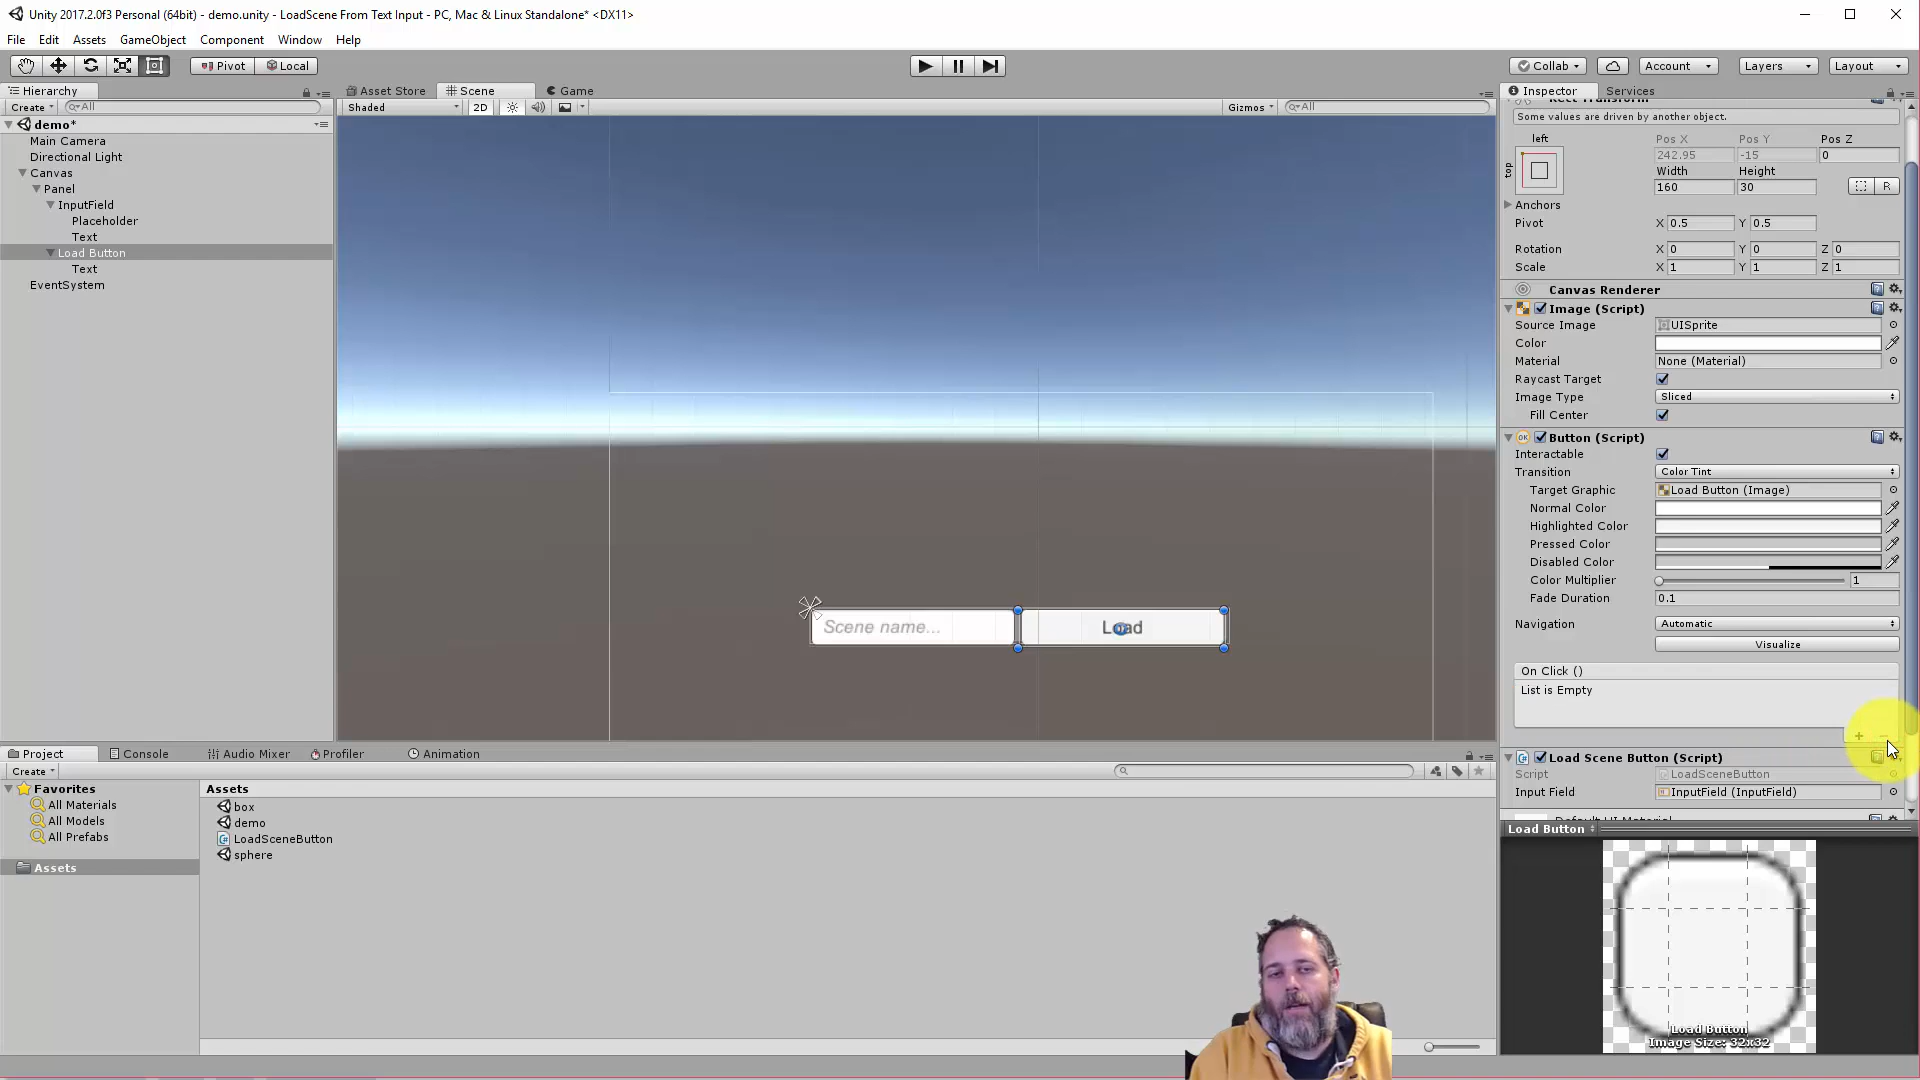 Unity 2017.2.0f3 Personal (64bit) - demo.unity - LoadScene From Text Input - PC, Mac & Linux Standalone* <DX11>
File Edit Assets GameObject Component Window Help
Pivot Local Collab Account Layers Layout
Hierarchy Asset Store Scene Game Inspector Services
Create All Shaded 2D Gizmos All
Rect Transform
Some values are driven by another object.
demo*
Main Camera
Directional Light
Canvas
Panel
InputField
Placeholder
Text
Load Button
Text
EventSystem
left
top
Pos X Pos Y Pos Z
242.95 -15 0
Width Height
160 30 R
Anchors
Pivot X 0.5 Y 0.5
Rotation X 0 Y 0 Z 0
Scale X 1 Y 1 Z 1
Canvas Renderer
Image (Script)
Source Image UISprite
Color
Material None (Material)
Raycast Target
Image Type Sliced
Fill Center
Button (Script)
Interactable
Transition Color Tint
Target Graphic Load Button (Image)
Normal Color
Highlighted Color
Pressed Color
Disabled Color
Color Multiplier 1
Fade Duration 0.1
Navigation Automatic
Visualize
On Click ()
List is Empty
Load Scene Button (Script)
Script LoadSceneButton
Input Field InputField (InputField)
Default UI Material
Scene name... Load
Project Console Audio Mixer Profiler Animation
Create
Favorites
All Materials
All Models
All Prefabs
Assets
Assets
box
demo
LoadSceneButton
sphere
Load Button
Load Button
Image Size: 32x32